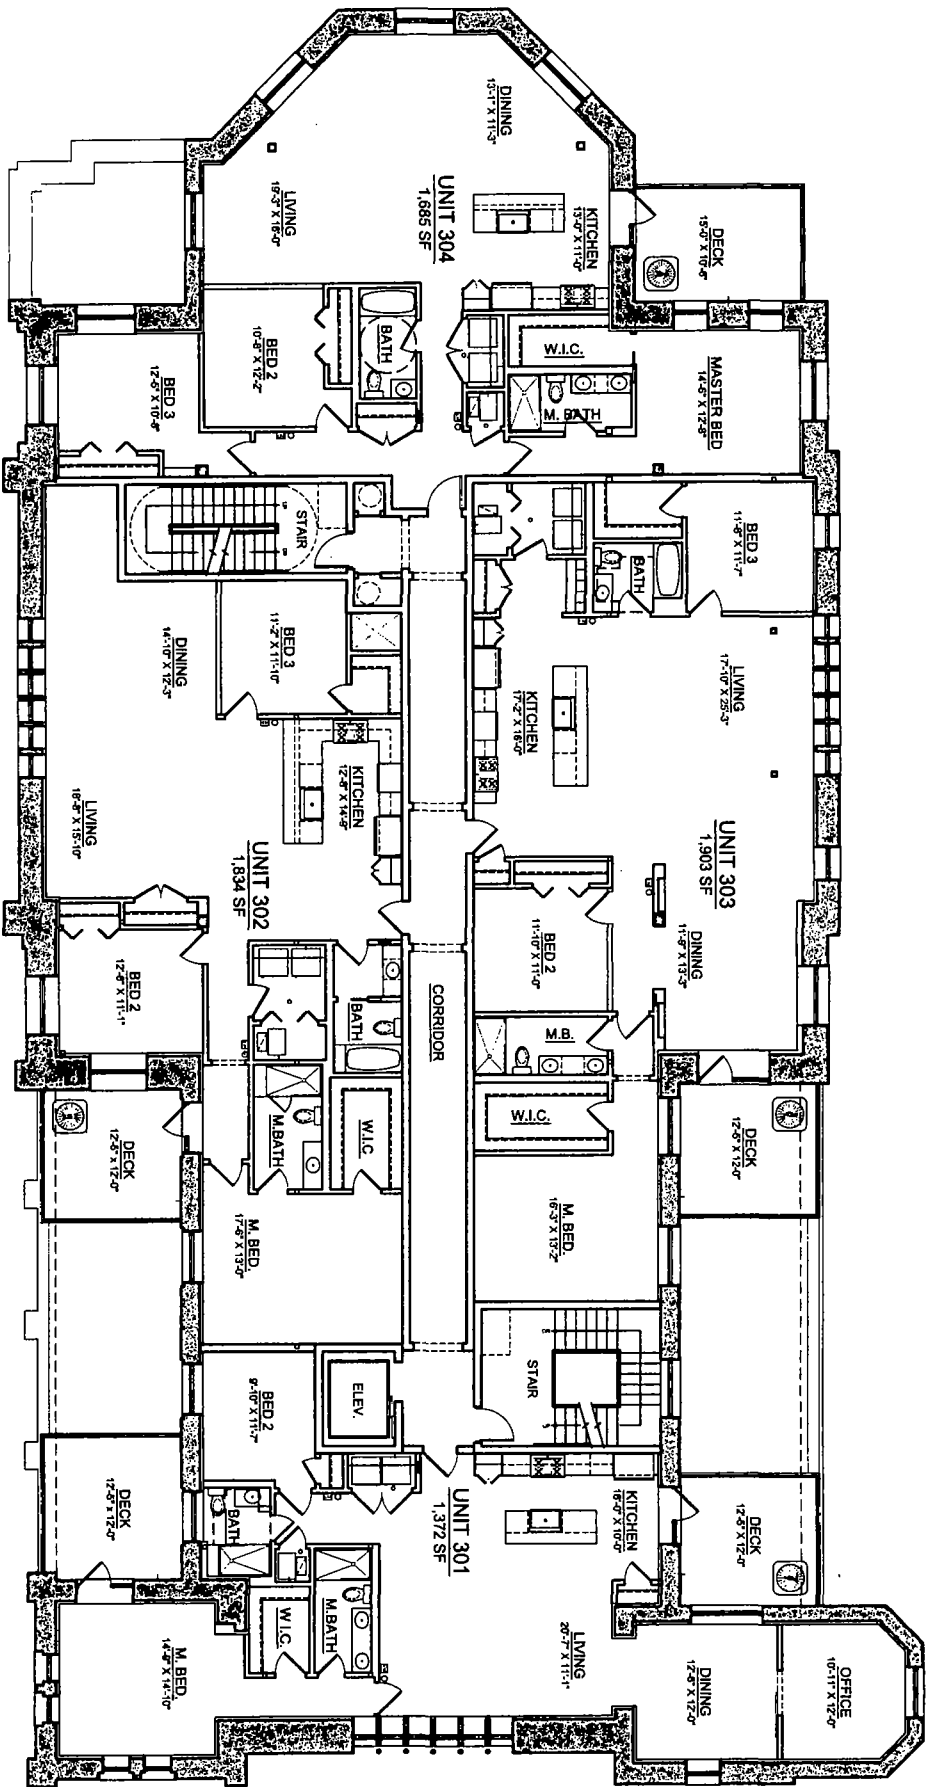 DINING
13'-1" X 11'-3"
LIVING
19'-3" X 16'-0"
UNIT 304
1,685 SF
KITCHEN
13'-0" X 11'-0"
DECK
15'-0" X 10'-6"
BED 2
10'-8" X 12'-2"
BATH
W.I.C.
M. BATH
MASTER BED
14'-6" X 12'-8"
BED 3
12'-5" X 10'-8"
STAIR
BED 3
11'-8" X 11'-7"
BATH
LIVING
17'-10" X 25'-3"
KITCHEN
17'-2" X 16'-0"
UNIT 303
1,903 SF
DINING
11'-9" X 13'-3"
BED 2
11'-10" X 11'-0"
M.B.
W.I.C.
M. BED.
16'-3" X 13'-2"
DECK
12'-5" X 12'-0"
STAIR
DINING
14'-10" X 12'-3"
BED 3
11'-2" X 11'-10"
KITCHEN
12'-8" X 14'-9"
LIVING
18'-8" X 15'-10"
UNIT 302
1,834 SF
BED 2
12'-6" X 11'-1"
CORRIDOR
BATH
W.I.C
M.BATH
DECK
12'-5" X 12'-0"
M. BED.
17'-6" X 13'-0"
ELEV.
BED 2
9'-10" X 11'-7"
UNIT 301
1,372 SF
KITCHEN
16'-0" X 10'-0"
DECK
12'-5" X 12'-0"
BATH
DECK
12'-5" X 12'-0"
M.BATH
W.I.C.
LIVING
20'-7" X 11'-1"
DINING
12'-8" X 12'-0"
OFFICE
10'-11" X 12'-0"
M. BED.
14'-9" X 14'-10"